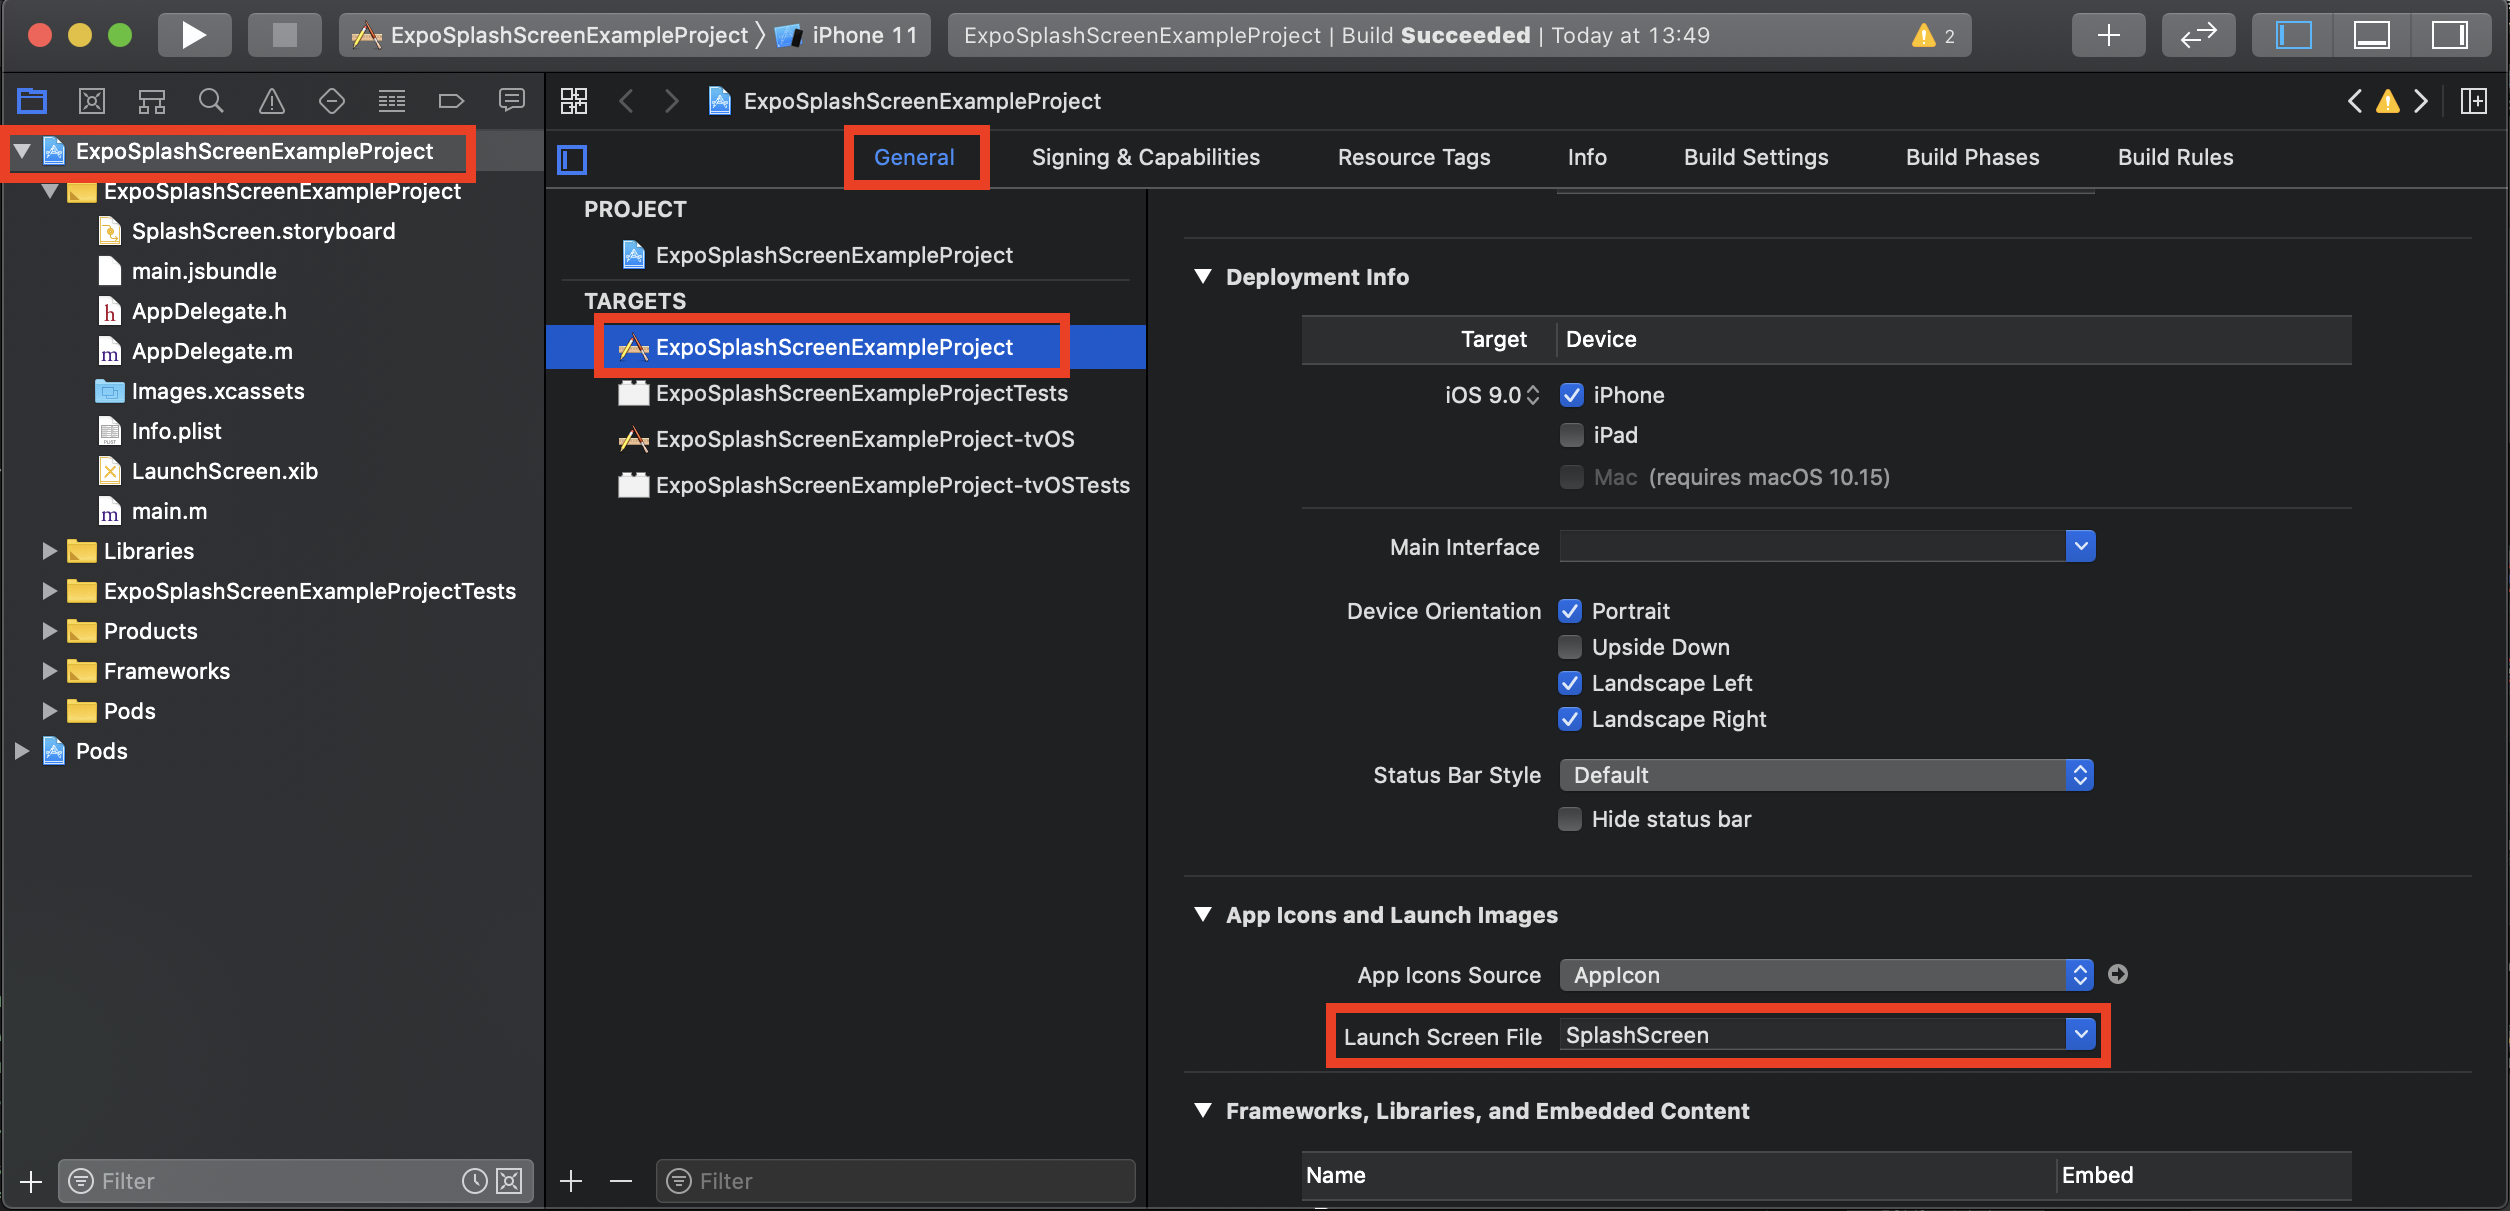 ExpoSplashScreenExampleProject
iPhone 11
ExpoSplashScreenExampleProject | Build Succeeded | Today at 13:49
2
ExpoSplashScreenExampleProject
ExpoSplashScreenExampleProject
ExpoSplashScreenExampleProject
SplashScreen.storyboard
main.jsbundle
AppDelegate.h
AppDelegate.m
Images.xcassets
Info.plist
LaunchScreen.xib
main.m
Libraries
ExpoSplashScreenExampleProjectTests
Products
Frameworks
Pods
Pods
Filter
General
Signing & Capabilities
Resource Tags
Info
Build Settings
Build Phases
Build Rules
PROJECT
ExpoSplashScreenExampleProject
TARGETS
ExpoSplashScreenExampleProject
ExpoSplashScreenExampleProjectTests
ExpoSplashScreenExampleProject-tvOS
ExpoSplashScreenExampleProject-tvOSTests
Filter
Deployment Info
Target
Device
iOS 9.0
iPhone
iPad
Mac (requires macOS 10.15)
Main Interface
Device Orientation
Portrait
Upside Down
Landscape Left
Landscape Right
Status Bar Style
Default
Hide status bar
App Icons and Launch Images
App Icons Source
AppIcon
Launch Screen File
SplashScreen
Frameworks, Libraries, and Embedded Content
Name
Embed